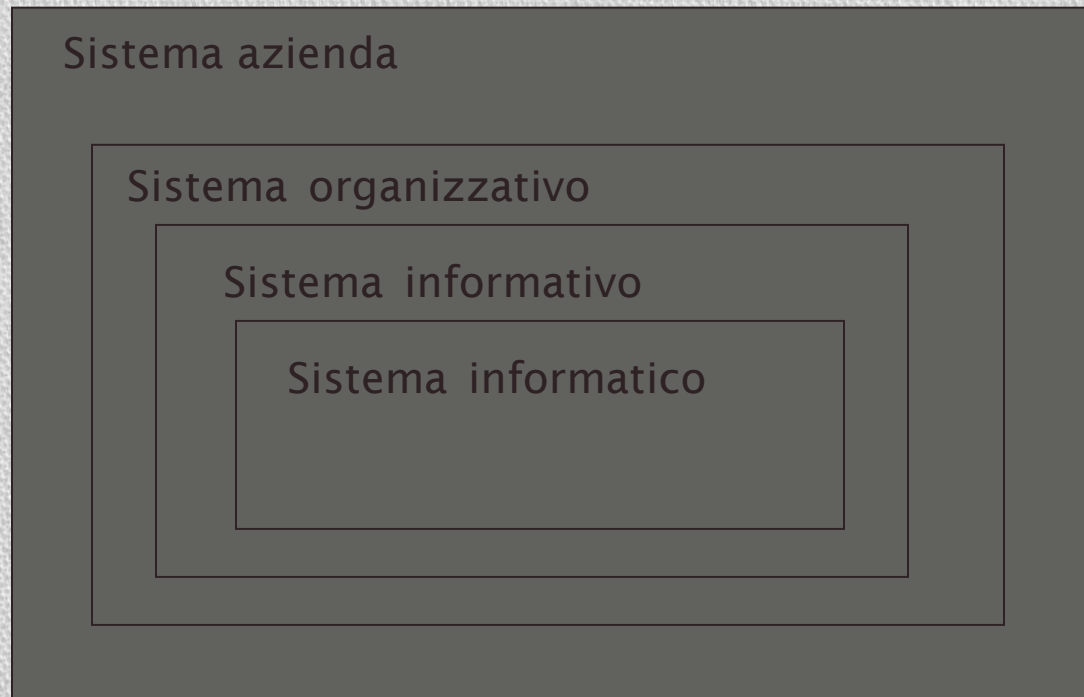 Sistema azienda
Sistema organizzativo
Sistema informativo
Sistema informatico